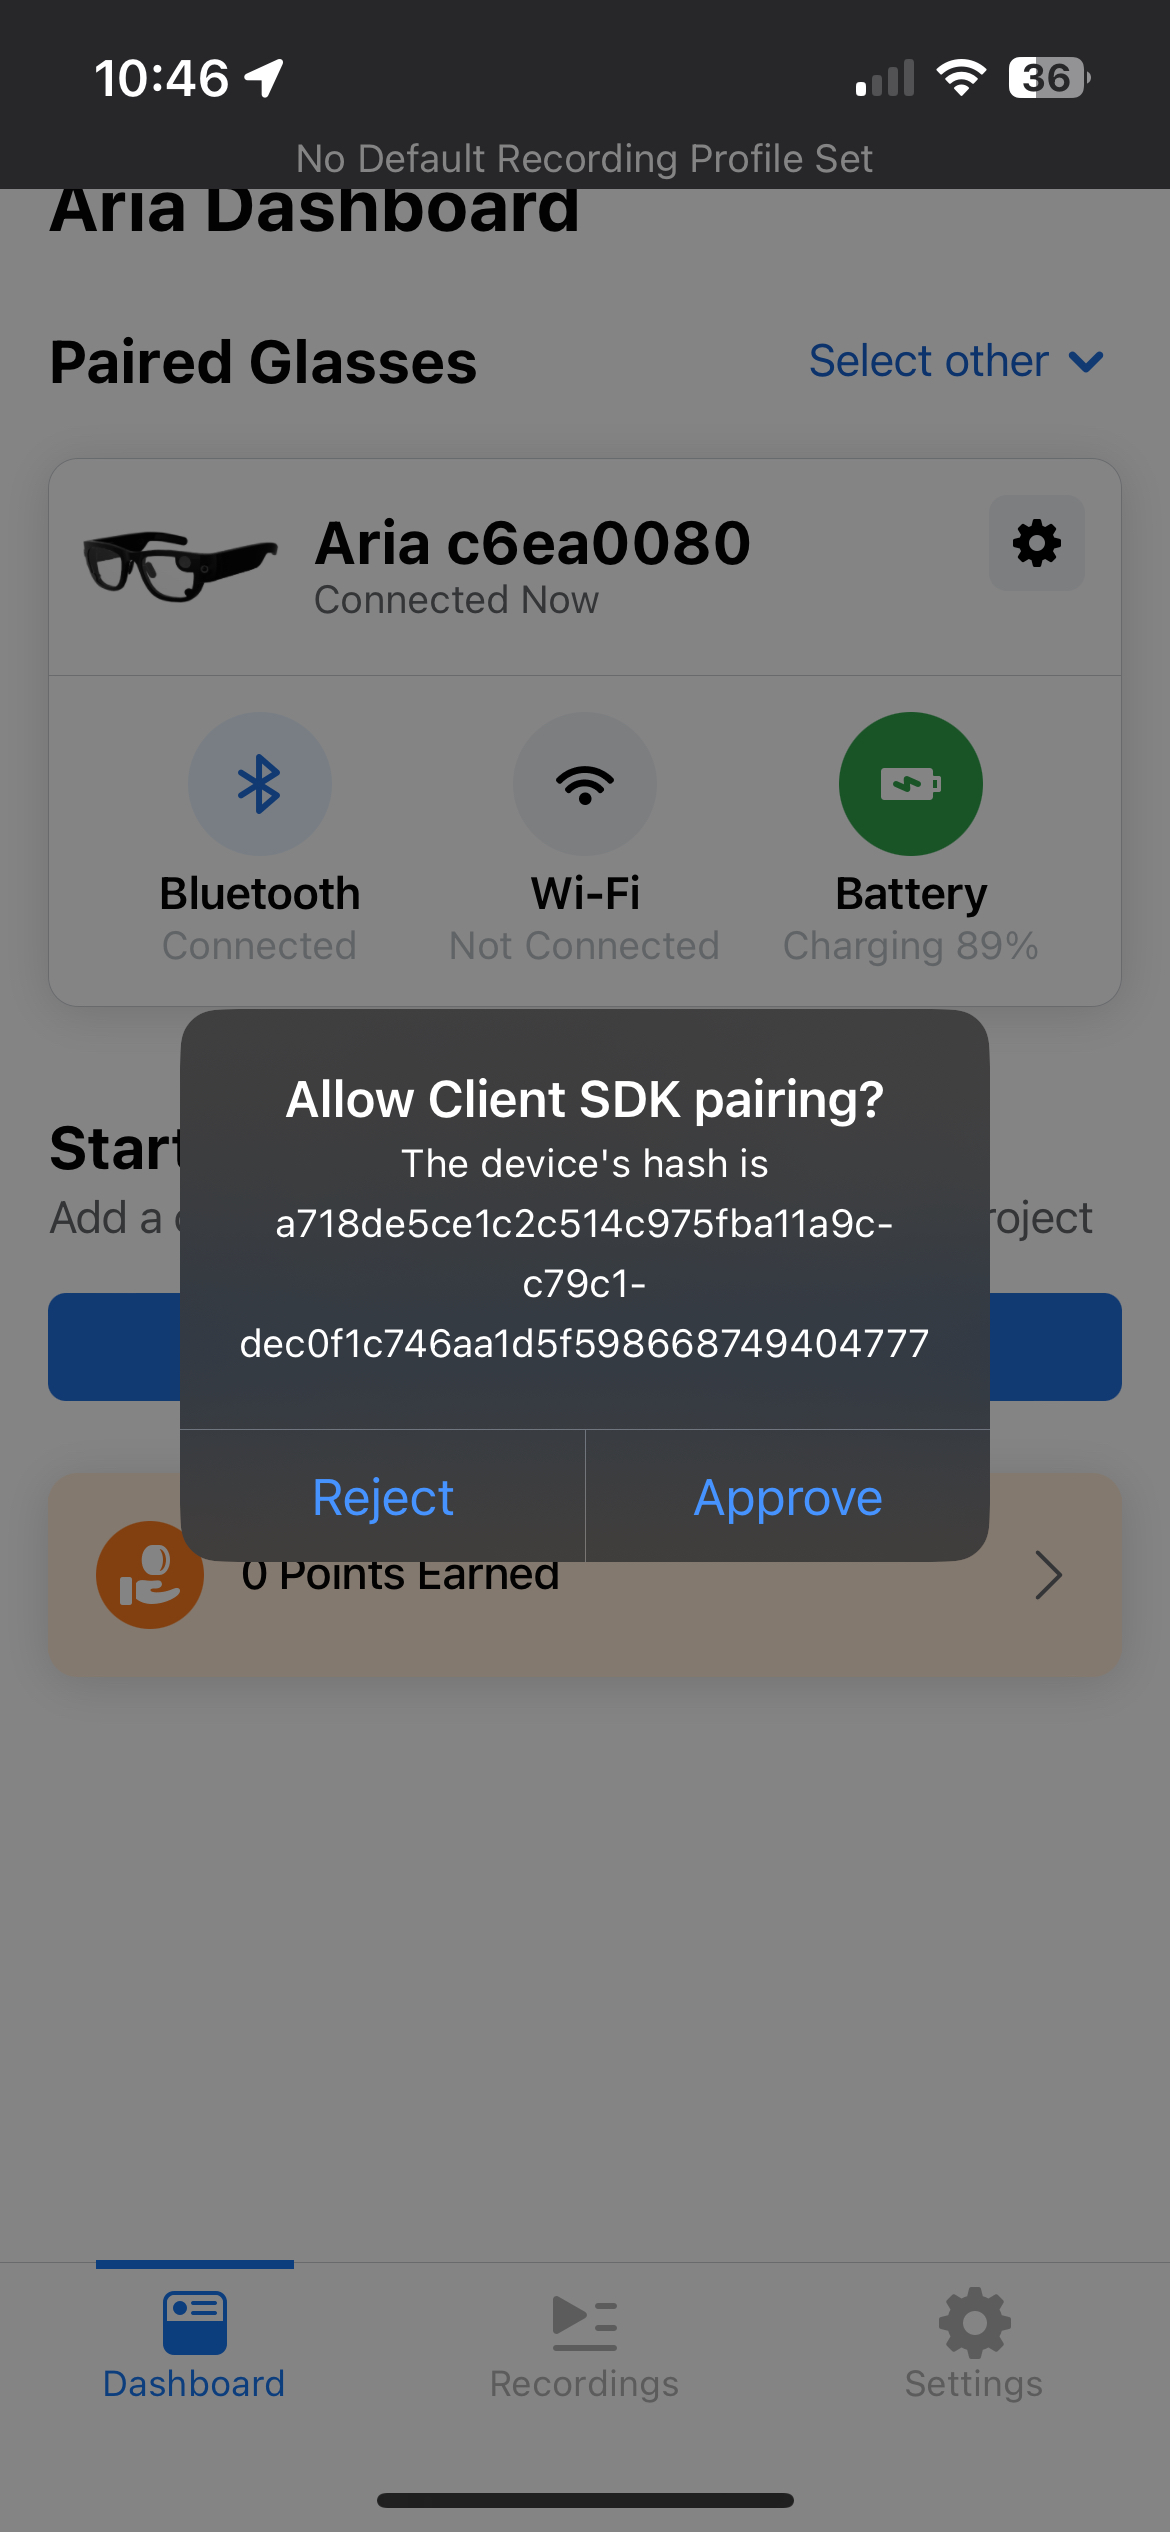 10:46
36
No Default Recording Profile Set
Aria Dashboard
Paired Glasses
Select other
Aria c6ea0080
Connected Now
Bluetooth
Wi-Fi
Battery
Connected
Not Connected
Charging 89%
Allow Client SDK pairing?
The device's hash is
a718de5ce1c2c514c975fba11a9c-
c79c1-
dec0f1c746aa1d5f598668749404777
Reject
Approve
Start
Add a
roject
0 Points Earned
Dashboard
Recordings
Settings